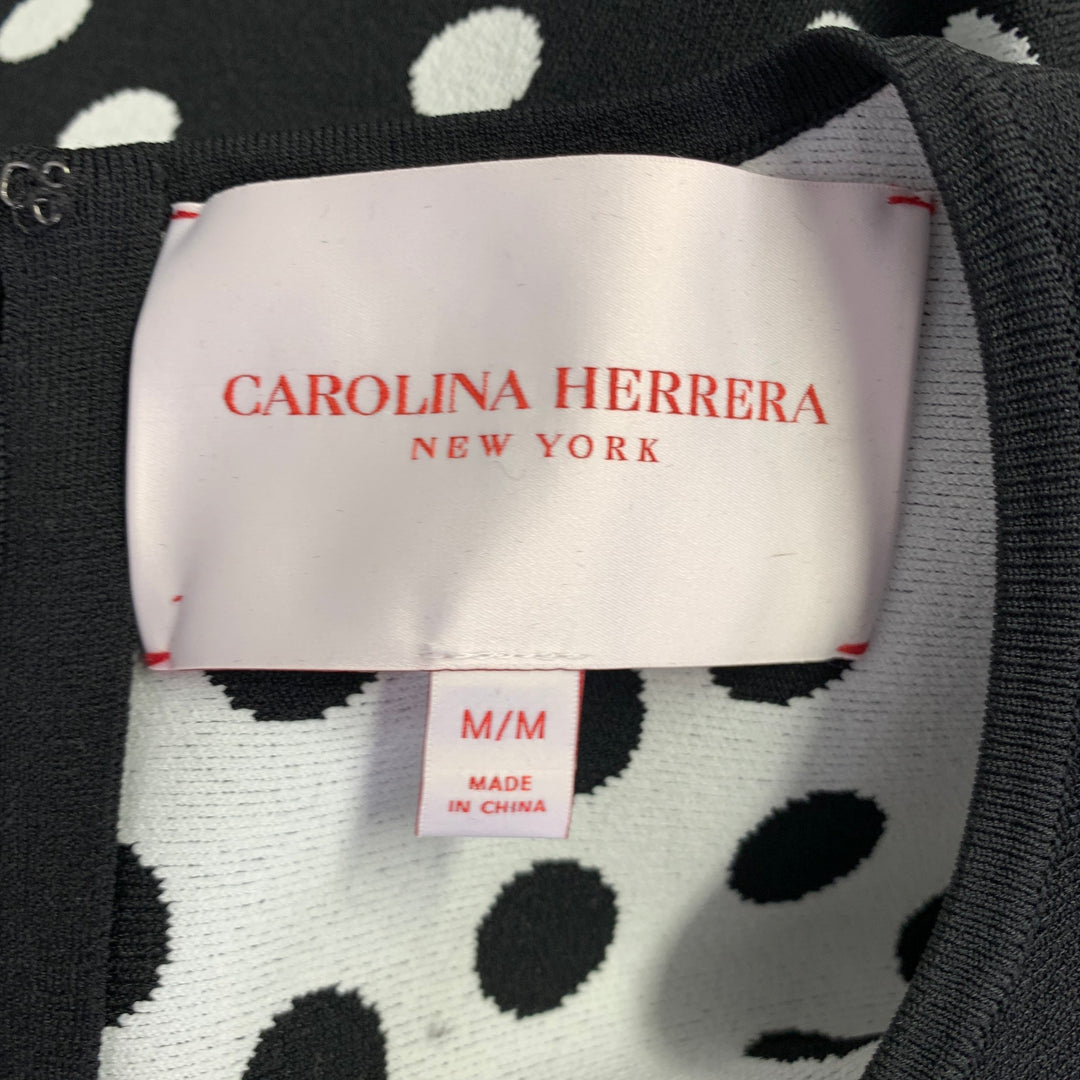 CAROLINA HERRERA
NEW YORK
M/M
MADE
IN CHINA